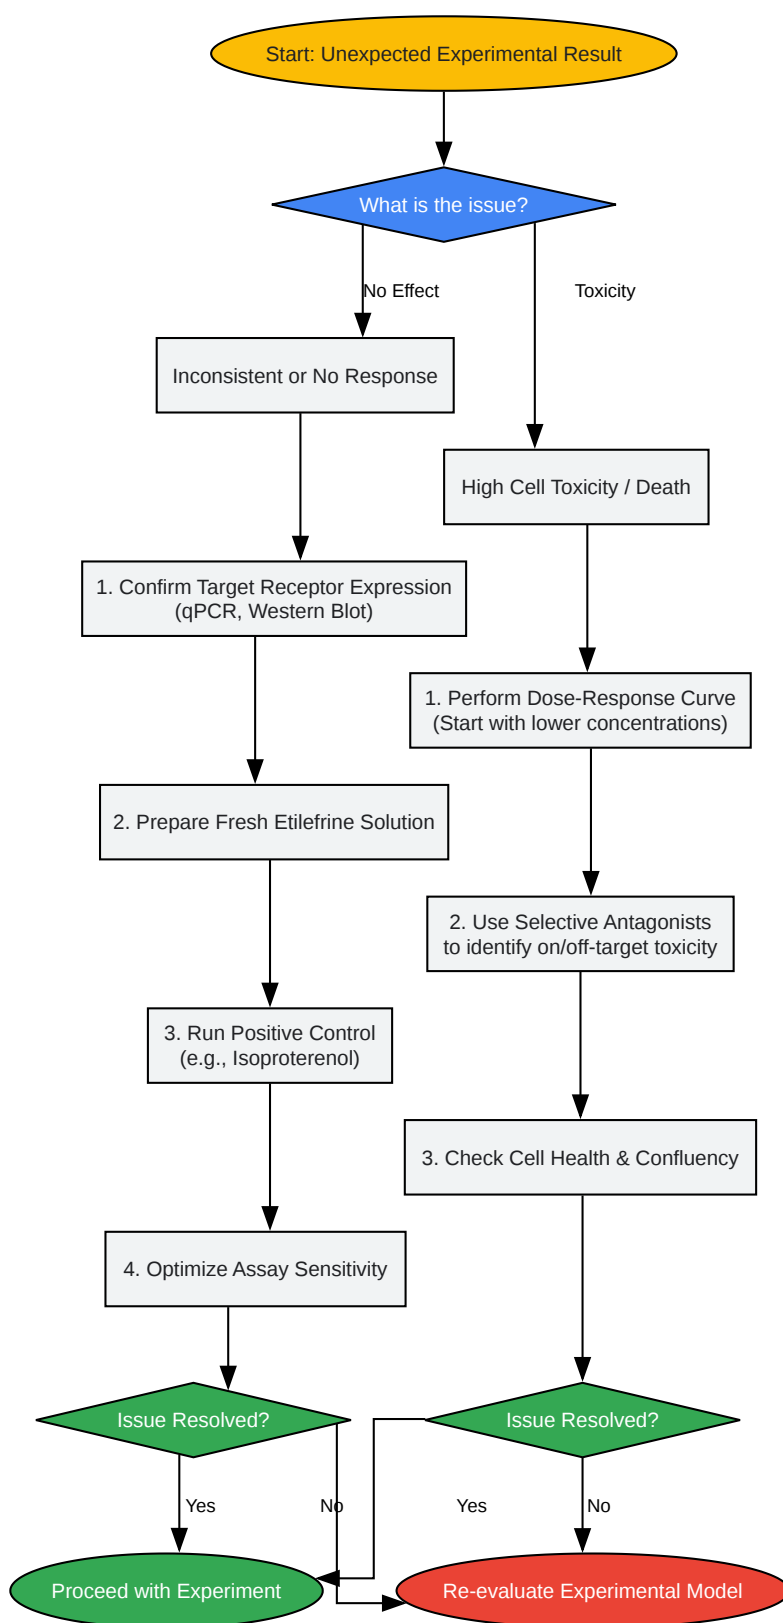 Start: Unexpected Experimental Result
What is the issue?
No Effect
Toxicity
Inconsistent or No Response
High Cell Toxicity / Death
1. Confirm Target Receptor Expression
(qPCR, Western Blot)
1. Perform Dose-Response Curve
(Start with lower concentrations)
2. Prepare Fresh Etilefrine Solution
2. Use Selective Antagonists
to identify on/off-target toxicity
3. Run Positive Control
(e.g., Isoproterenol)
3. Check Cell Health & Confluency
4. Optimize Assay Sensitivity
Issue Resolved?
Issue Resolved?
Yes
No
Yes
No
Proceed with Experiment
Re-evaluate Experimental Model